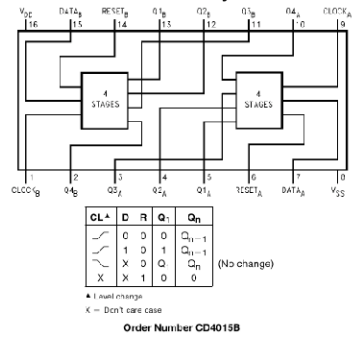 V_DD DATA_B RESET_B Q1_B Q2_B Q3_B Q4_A CLOCK_A
16 15 14 13 12 11 10 9
4 STAGES
4 STAGES
1 2 3 4 5 6 7 8
CLOCK_B Q4_B Q3_A Q2_A Q1_A RESET_A DATA_A V_SS
CL▲ D R Q1 Qn
0 0 0 Qn−1
1 0 1 Qn−1
X 0 Q1 Qn (No change)
X X 1 0 0
▲ Level change
X = Don't care case
Order Number CD4015B